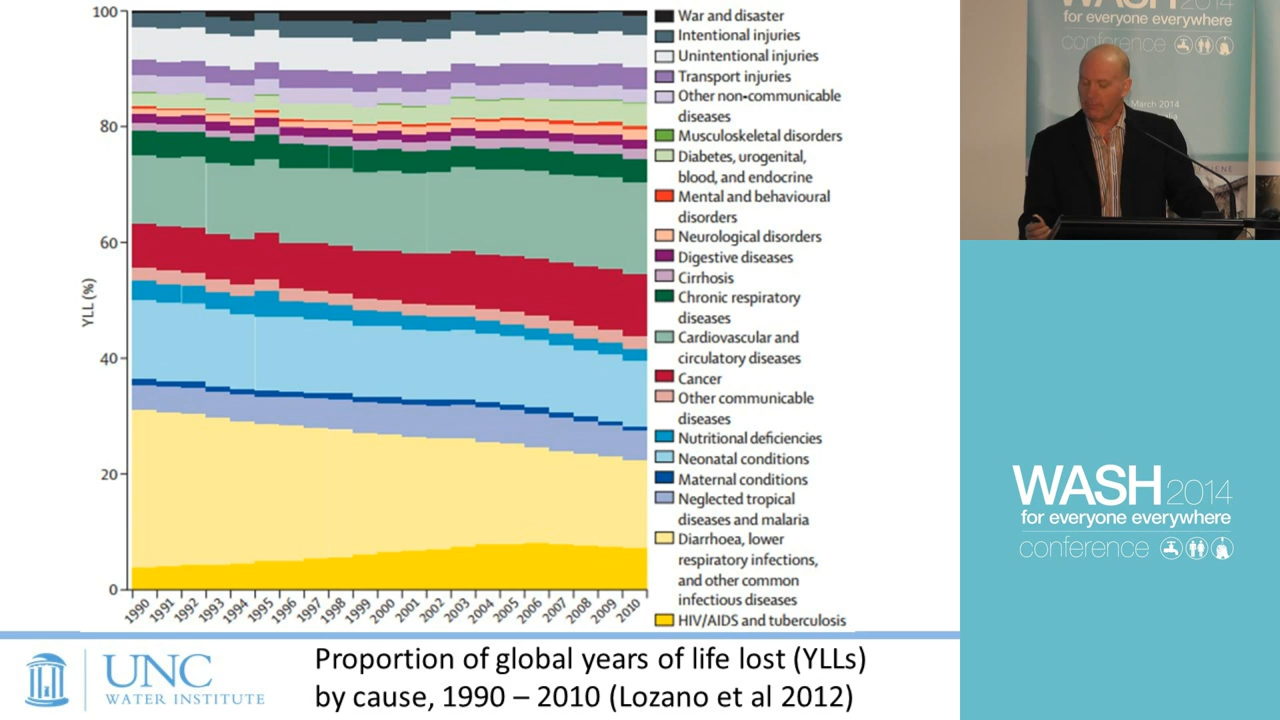 100
80
60
40
20
0
YLL (%)
1990
1991
1992
1993
1994
1995
1996
1997
1998
1999
2000
2001
2002
2003
2004
2005
2006
2007
2008
2009
2010
War and disaster
Intentional injuries
Unintentional injuries
Transport injuries
Other non-communicable
diseases
Musculoskeletal disorders
Diabetes, urogenital,
blood, and endocrine
Mental and behavioural
disorders
Neurological disorders
Digestive diseases
Cirrhosis
Chronic respiratory
diseases
Cardiovascular and
circulatory diseases
Cancer
Other communicable
diseases
Nutritional deficiencies
Neonatal conditions
Maternal conditions
Neglected tropical
diseases and malaria
Diarrhoea, lower
respiratory infections,
and other common
infectious diseases
HIV/AIDS and tuberculosis
UNC
WATER INSTITUTE
Proportion of global years of life lost (YLLs)
by cause, 1990 – 2010 (Lozano et al 2012)
WASH 2014
for everyone everywhere
conference
March 2014
WASH 2014
for everyone everywhere
conference